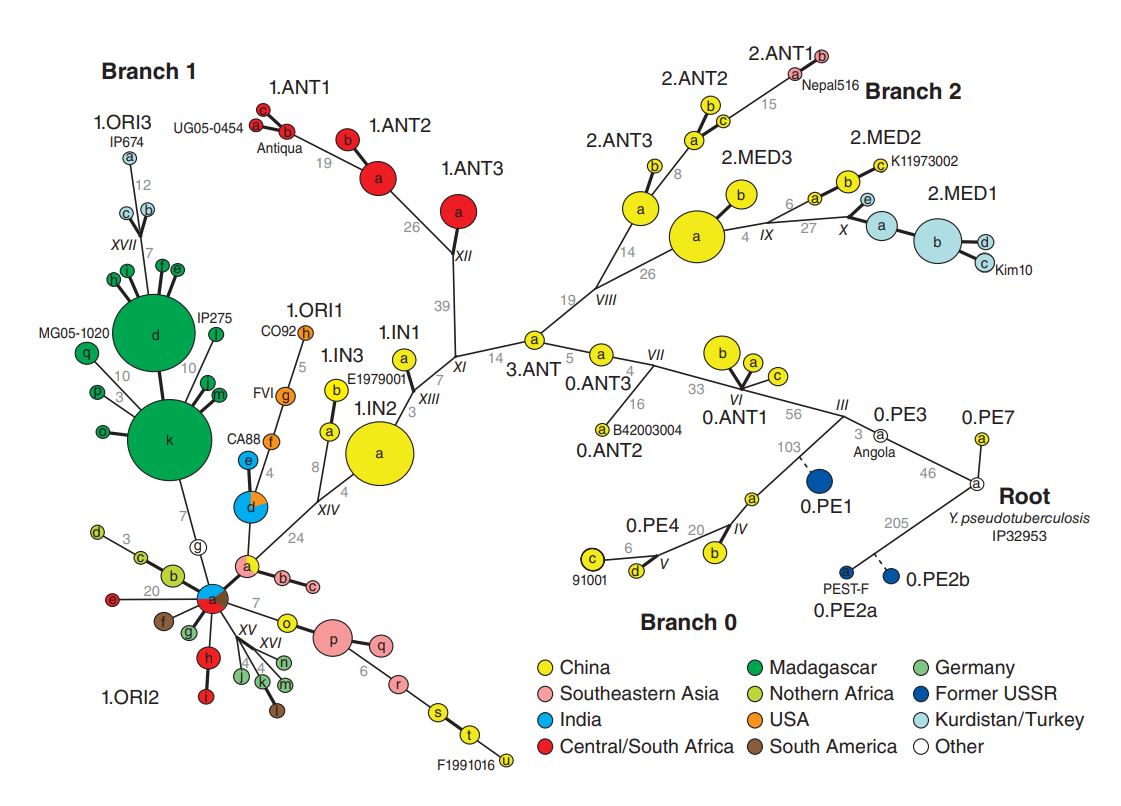 Branch 1
1.ANT1
c
UG05-0454
a
b
Antiqua
19
1.ANT2
b
a
26
1.ANT3
a
XII
39
1.ORI3
IP674
a
12
c
b
XVII
7
h
i
f
e
d
MG05-1020
q
10
p
3
o
IP275
l
10
j
m
k
7
1.ORI1
CO92
h
5
FVI
g
f
CA88
e
4
d
1.IN3
b
E1979001
a
8
1.IN1
a
7
XIII
3
1.IN2
a
4
XIV
24
XI
14
g
a
b
c
d
3
c
b
20
e
a
f
g
h
i
7
o
p
q
6
r
s
t
F1991016
u
XV
XVI
4
4
n
j
k
m
l
1.ORI2
2.ANT1
b
a
Nepal516
15
Branch 2
2.ANT2
b
c
a
8
2.ANT3
b
a
14
2.MED3
b
a
26
4
IX
6
27
2.MED2
c
K11973002
b
a
X
e
2.MED1
a
b
d
c
Kim10
19
VIII
a
3.ANT
5
a
0.ANT3
VII
4
16
a
B42003004
0.ANT2
33
b
a
c
VI
0.ANT1
56
III
3
0.PE3
a
Angola
46
0.PE7
a
a
Root
Y. pseudotuberculosis
IP32953
205
103
0.PE1
a
0.PE4
20
IV
b
6
V
c
91001
d
a
PEST-F
0.PE2a
0.PE2b
Branch 0
China
Southeastern Asia
India
Central/South Africa
Madagascar
Nothern Africa
USA
South America
Germany
Former USSR
Kurdistan/Turkey
Other